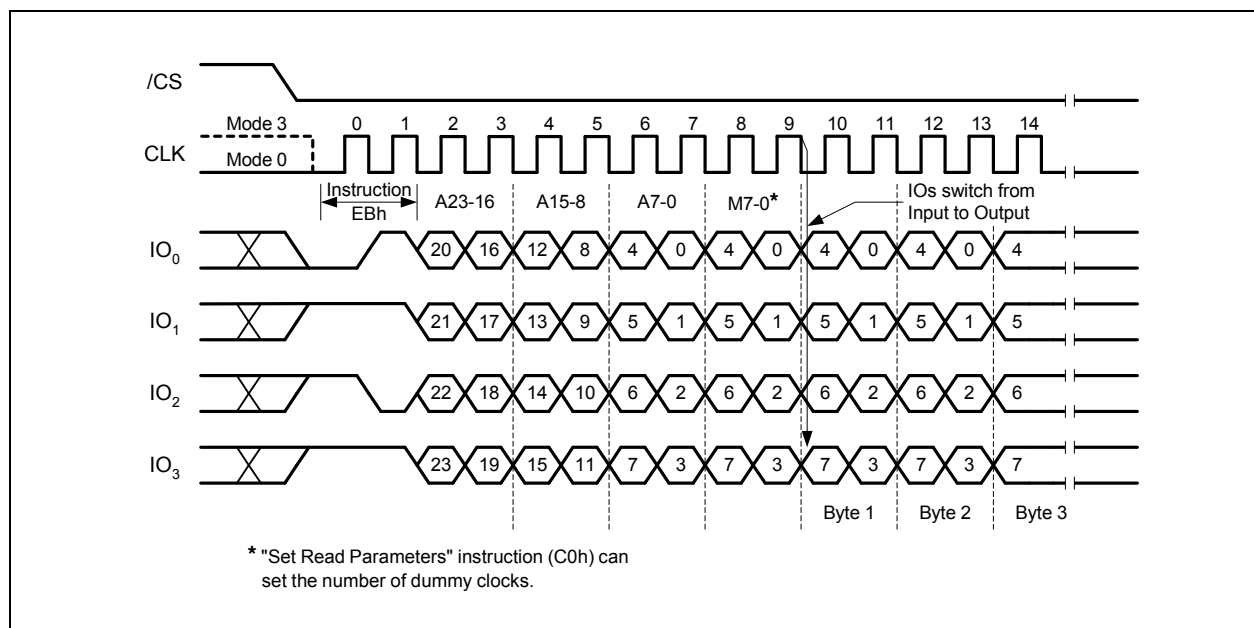 /CS
Mode 3 0 1 2 3 4 5 6 7 8 9 10 11 12 13 14
CLK
Mode 0
Instruction
EBh A23-16 A15-8 A7-0 M7-0*
IOs switch from
Input to Output
IO0 20 16 12 8 4 0 4 0 4 0 4 0 4
IO1 21 17 13 9 5 1 5 1 5 1 5 1 5
IO2 22 18 14 10 6 2 6 2 6 2 6 2 6
IO3 23 19 15 11 7 3 7 3 7 3 7 3 7
Byte 1 Byte 2 Byte 3
* "Set Read Parameters" instruction (C0h) can
set the number of dummy clocks.